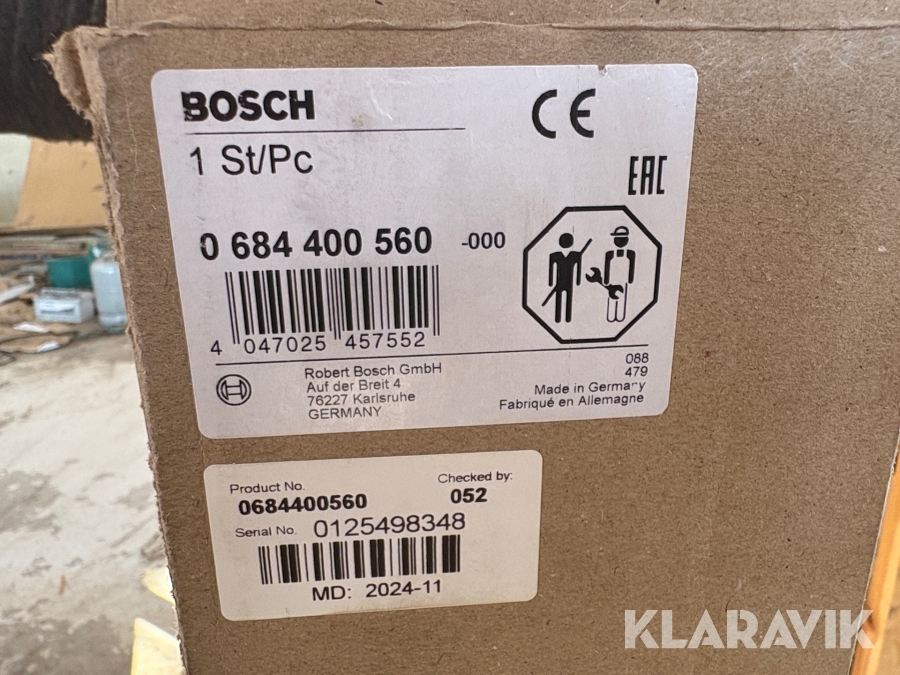 BOSCH
CE
1 St/Pc
EAC
0 684 400 560 -000
4 047025 457552
088
479
Robert Bosch GmbH
Auf der Breit 4
76227 Karlsruhe
GERMANY
Made in Germany
Fabriqué en Allemagne
Product No.
0684400560
Checked by:
052
Serial No. 0125498348
MD: 2024-11
KLARAVIK